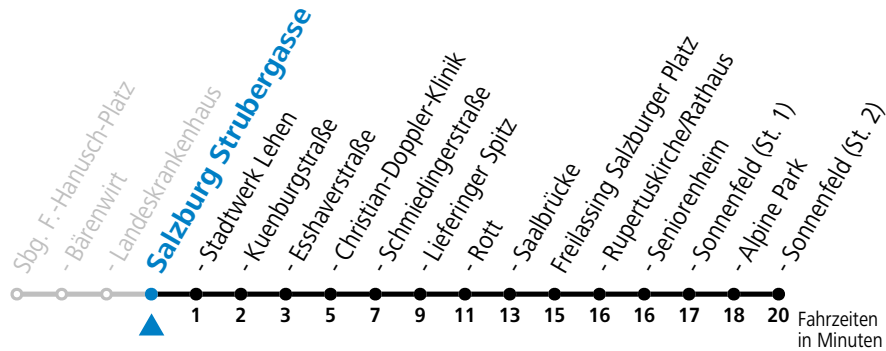 Sbg. F.-Hanusch-Platz
- Bärenwirt
- Landeskrankenhaus
Salzburg Strubergasse
- Stadtwerk Lehen
- Kuenburgstraße
- Esshaverstraße
- Christian-Doppler-Klinik
- Schmiedingerstraße
- Lieferinger Spitz
- Rott
- Saalbrücke
Freilassing Salzburger Platz
- Rupertuskirche/Rathaus
- Seniorenheim
- Sonnenfeld (St. 1)
- Alpine Park
- Sonnenfeld (St. 2)
1 2 3 5 7 9 11 13 15 16 16 17 18 20 Fahrzeiten
in Minuten